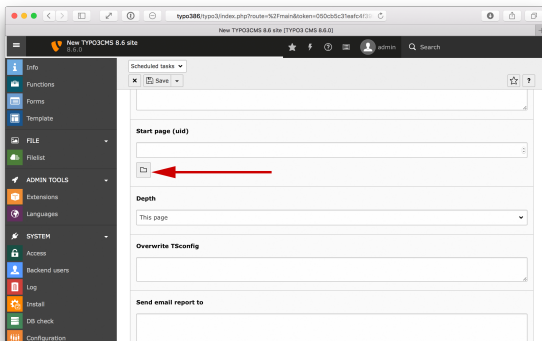 typo386/typo3/index.php?route=%2Fmain&token=050cb5c31eafc4f39
New TYPO3 CMS 8.6 site [TYPO3 CMS 8.6.0]
New TYPO3CMS 8.6 site
8.6.0
admin
Search
Info
Functions
Forms
Template
FILE
Filelist
ADMIN TOOLS
Extensions
Languages
SYSTEM
Access
Backend users
Log
Install
DB check
Configuration
Scheduled tasks
Save
Start page (uid)
Depth
This page
Overwrite TSconfig
Send email report to